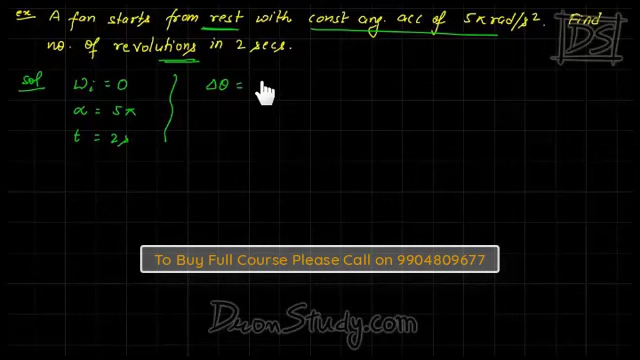 ex A fan starts from rest with const ang. acc of 5π rad/s². Find
DS
no. of revolutions in 2 secs.
sol ωi = 0 Δθ =
α = 5π
t = 2s
To Buy Full Course Please Call on 9904809677
DronStudy.com